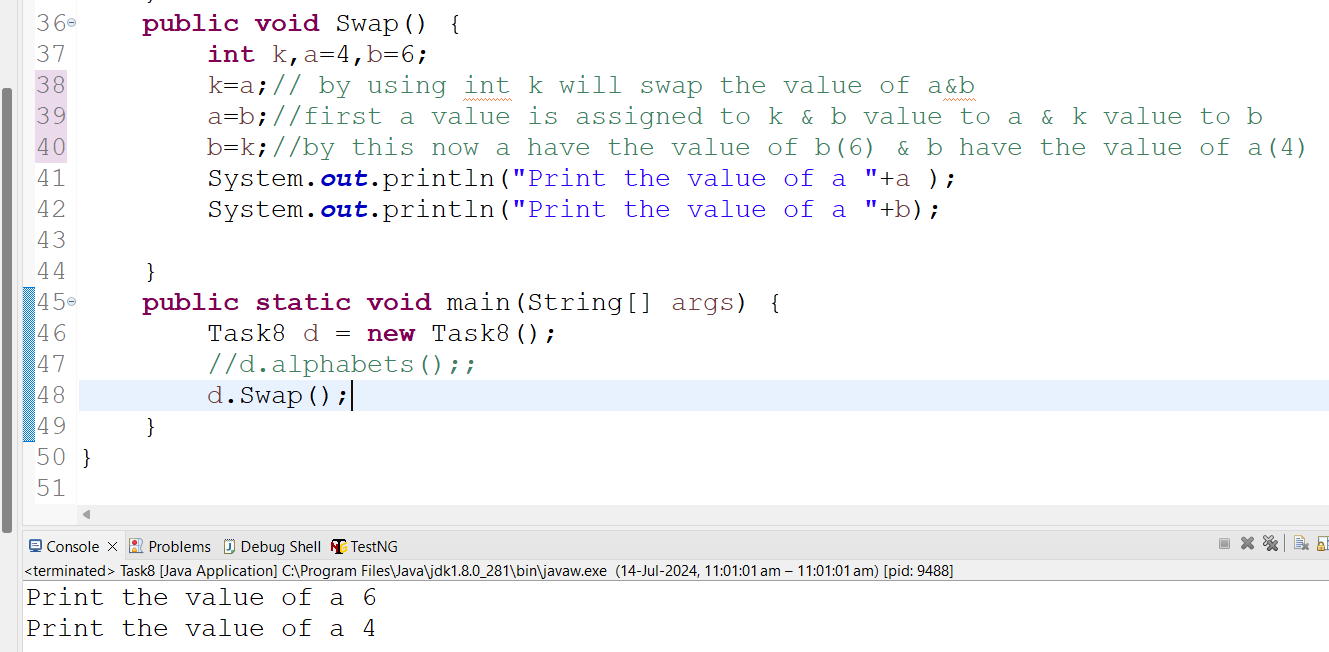 36 public void Swap() {
37 int k,a=4,b=6;
38 k=a;// by using int k will swap the value of a&b
39 a=b;//first a value is assigned to k & b value to a & k value to b
40 b=k;//by this now a have the value of b(6) & b have the value of a(4)
41 System.out.println("Print the value of a "+a );
42 System.out.println("Print the value of a "+b);
43
44 }
45 public static void main(String[] args) {
46 Task8 d = new Task8();
47 //d.alphabets();;
48 d.Swap();
49 }
50 }
51
Console Problems Debug Shell TestNG
<terminated> Task8 [Java Application] C:\Program Files\Java\jdk1.8.0_281\bin\javaw.exe (14-Jul-2024, 11:01:01 am – 11:01:01 am) [pid: 9488]
Print the value of a 6
Print the value of a 4